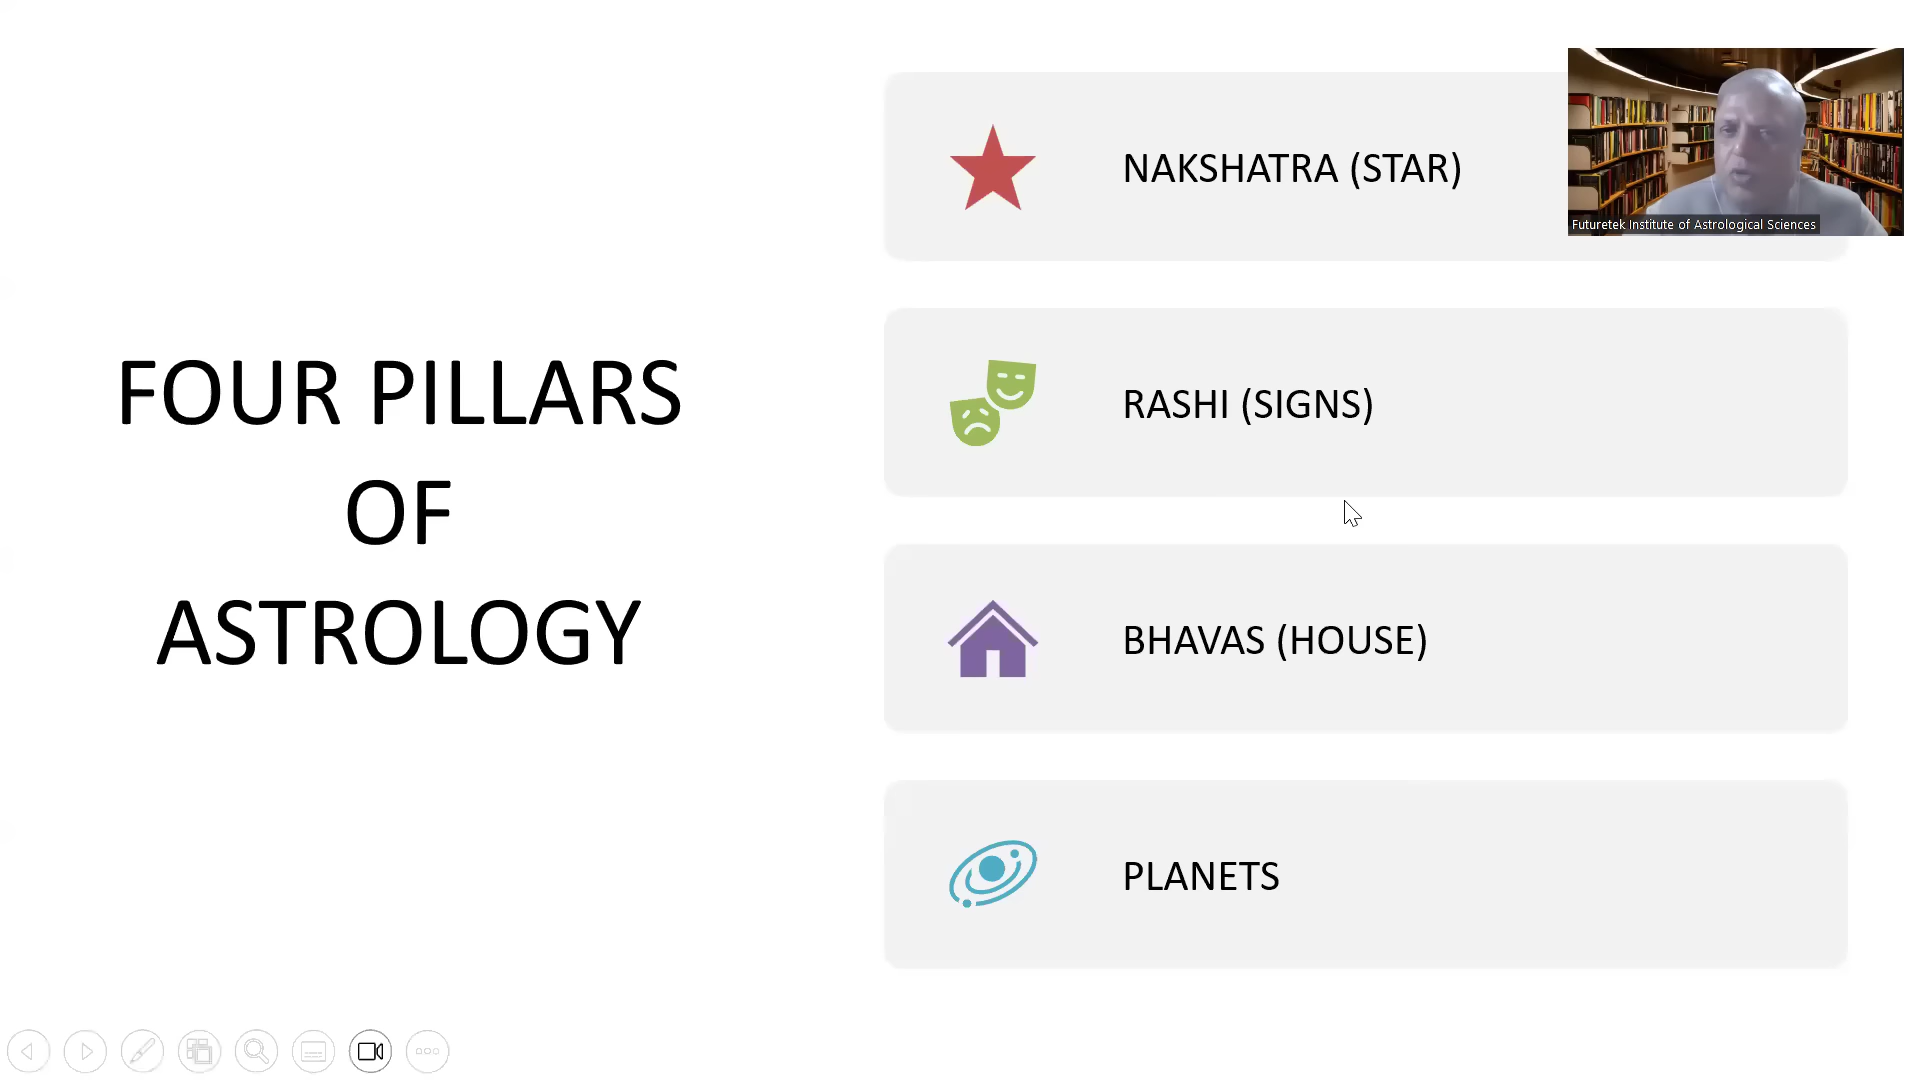 FOUR PILLARS
OF
ASTROLOGY
NAKSHATRA (STAR)
RASHI (SIGNS)
BHAVAS (HOUSE)
PLANETS
Futuretek Institute of Astrological Sciences